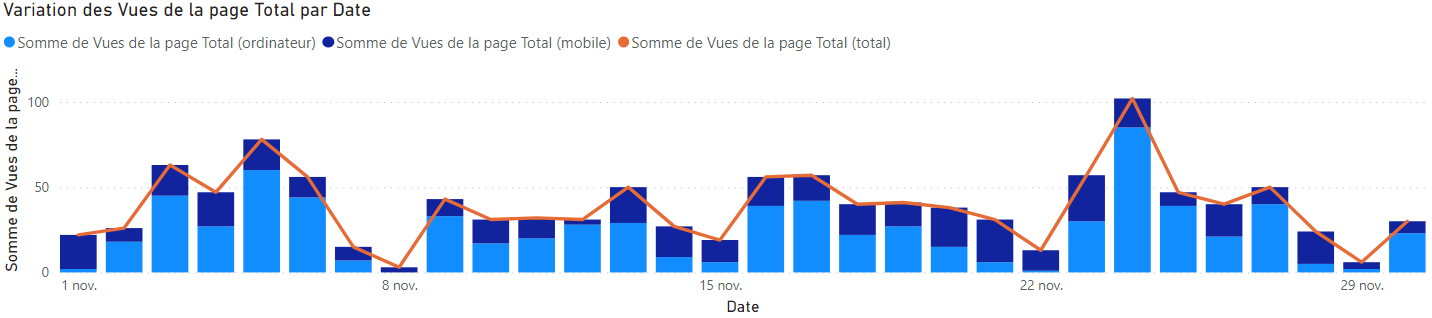 Variation des Vues de la page Total par Date
Somme de Vues de la page Total (ordinateur) Somme de Vues de la page Total (mobile) Somme de Vues de la page Total (total)
Somme de Vues de la page...
100
50
0
1 nov. 8 nov. 15 nov. 22 nov. 29 nov.
Date